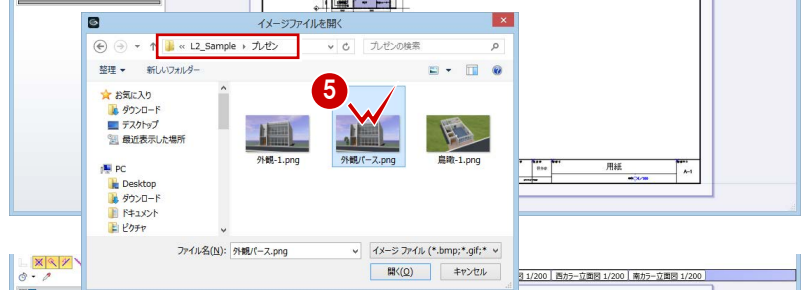 イメージファイルを開く
« L2_Sample › プレゼン
プレゼンの検索
整理 新しいフォルダー
5
お気に入り
ダウンロード
デスクトップ
最近表示した場所
PC
Desktop
ダウンロード
ドキュメント
ピクチャ
外観-1.png
外観パース.png
鳥瞰-1.png
ファイル名(N): 外観パース.png
イメージ ファイル (*.bmp;*.gif;*
開く(O)
キャンセル
用紙
A-1
1/200 西カラー立面図 1/200 南カラー立面図 1/200